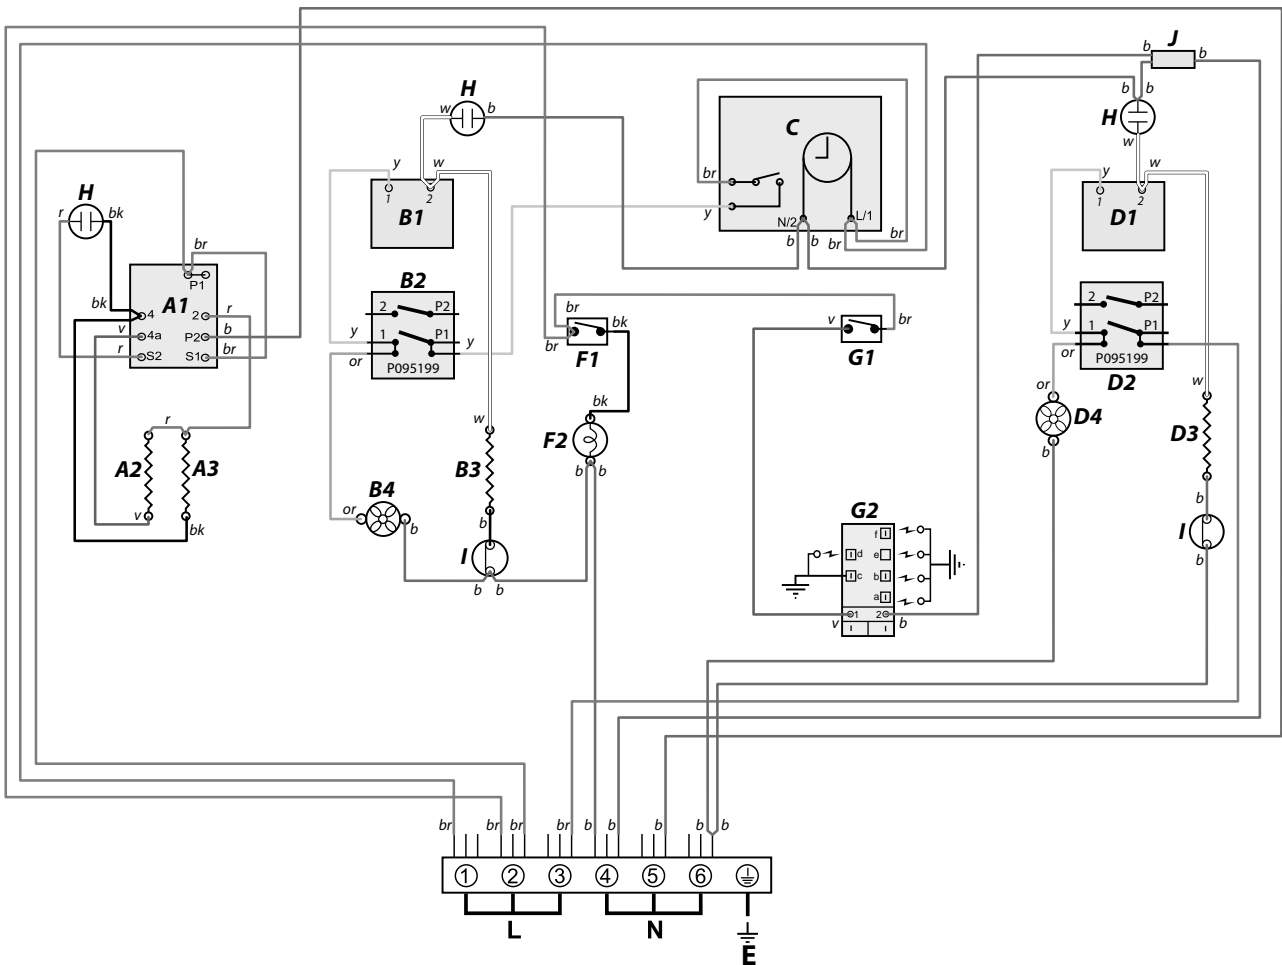 J
b
b
b b
H
w b
H
C
w
y w
1 2
B1
br
y
N/2
L/1
b b br br
y w
1 2
D1
H
r bk
br
P1
A1
bk
4
2
r
v
4a
P2
b
r
S2
S1
br
B2
2 P2
y
1 P1
y
or
P095199
br
bk
br
F1
v
br
G1
2 P2
y
1 P1
or
P095199
D2
r
A2
A3
v
bk
w
B3
bk
F2
b b
or
D4
b
w
D3
B4
or
b
b
I
b b
G2
f
d
e
c
b
a
1 2
v b
b
I
b
br br br br b b b b
1 2 3 4 5 6
L N E